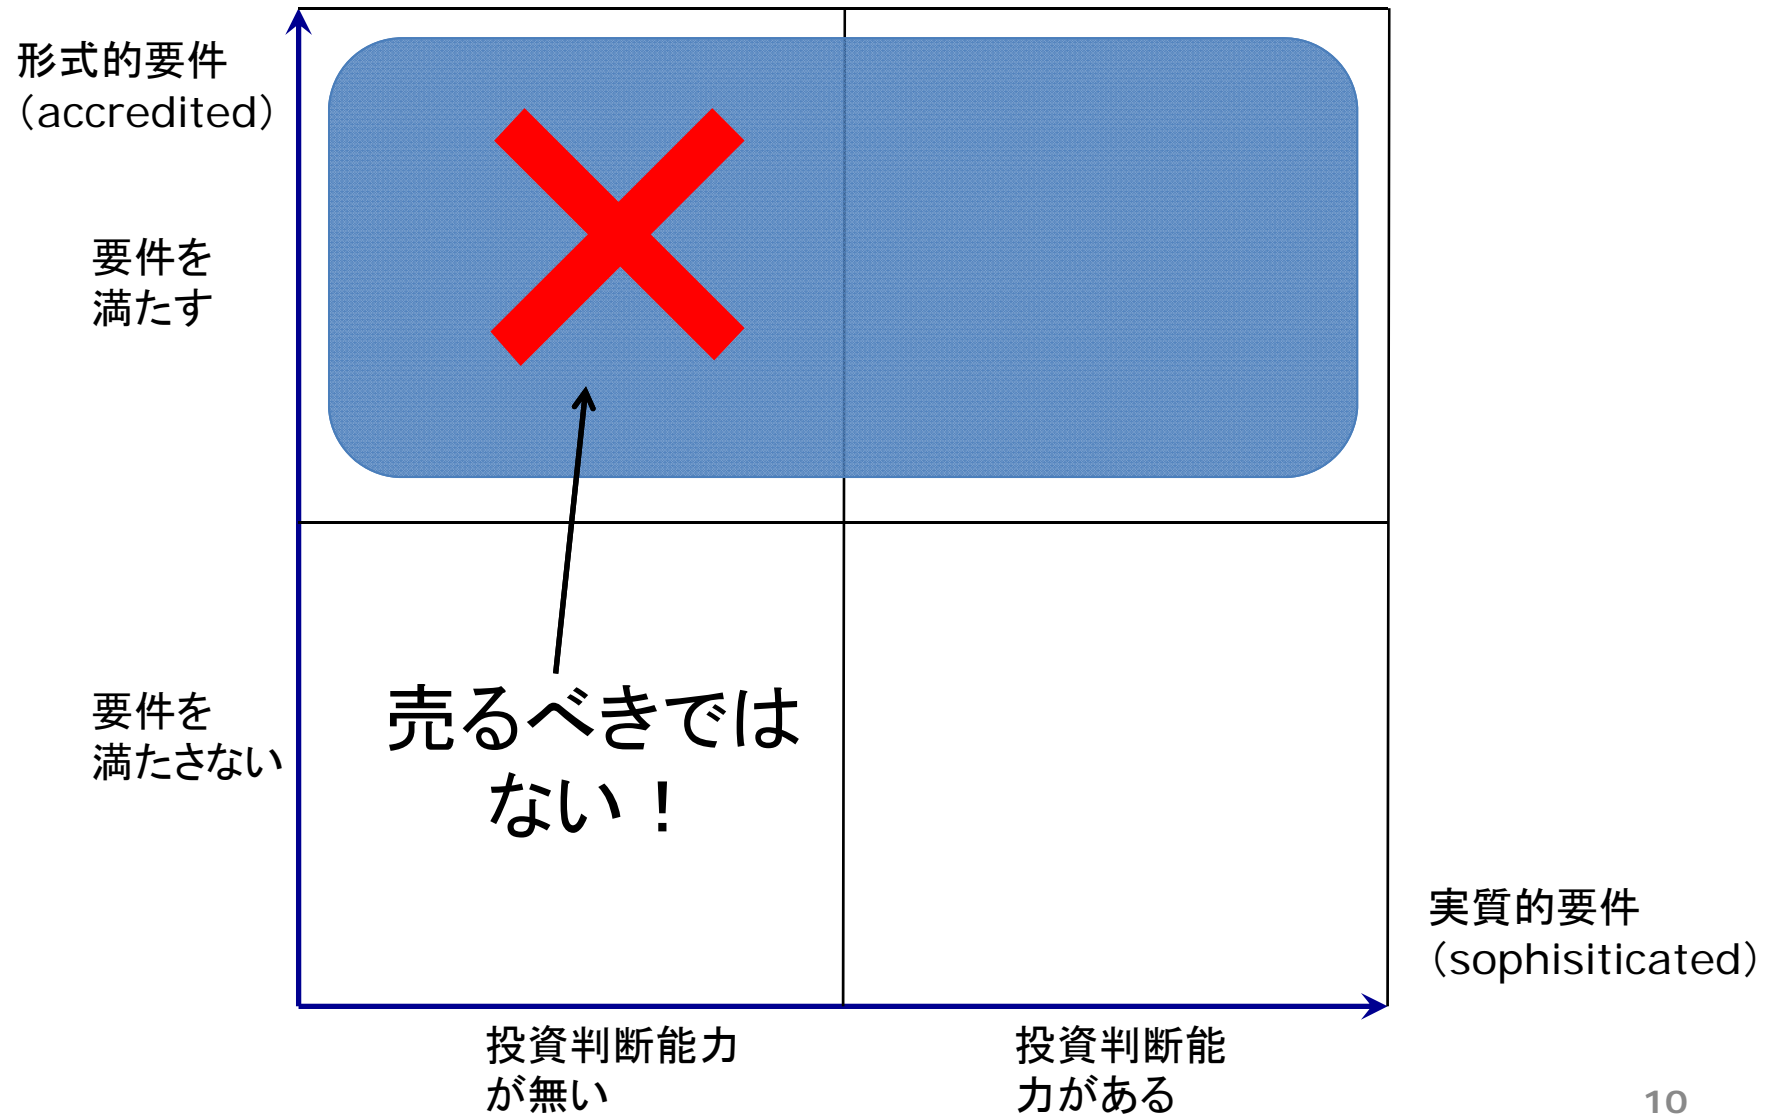 形式的要件
（accredited）
要件を
満たす
要件を
満たさない
売るべきでは
ない！
実質的要件
（sophisiticated）
投資判断能力
が無い
投資判断能
力がある
10